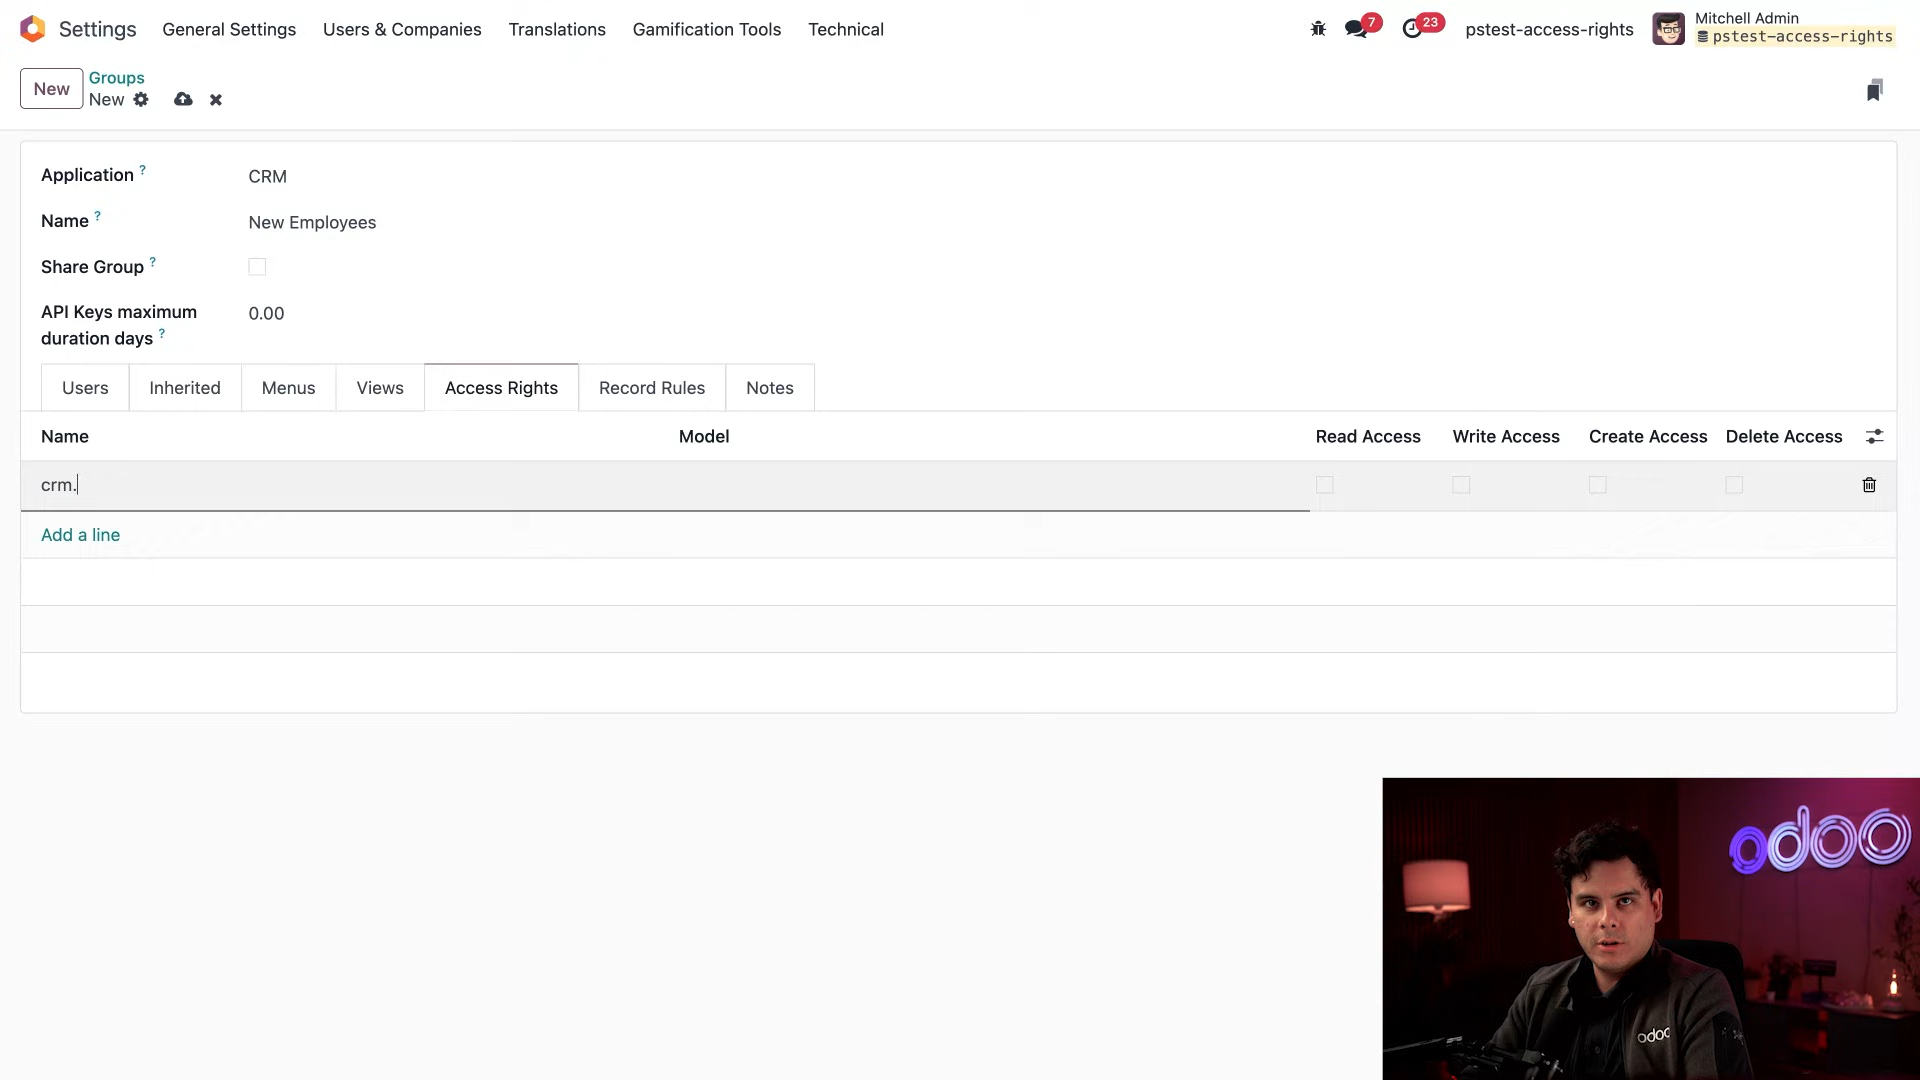 Settings General Settings Users & Companies Translations Gamification Tools Technical 7 23 pstest-access-rights Mitchell Admin
pstest-access-rights
New Groups
New
Application ? CRM
Name ? New Employees
Share Group ?
API Keys maximum
duration days ? 0.00
Users Inherited Menus Views Access Rights Record Rules Notes
Name Model Read Access Write Access Create Access Delete Access
crm.
Add a line
odoo
odoo